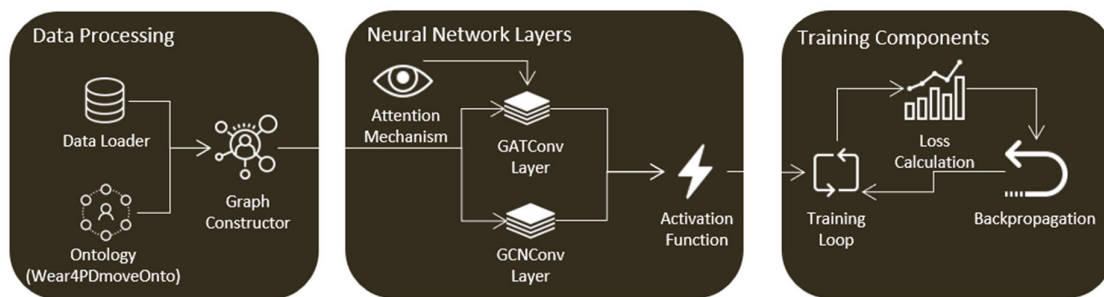 Data Processing
Data Loader
Ontology
(Wear4PDmoveOnto)
Graph
Constructor
Neural Network Layers
Attention
Mechanism
GATConv
Layer
GCNConv
Layer
Activation
Function
Training Components
Training
Loop
Loss
Calculation
Backpropagation